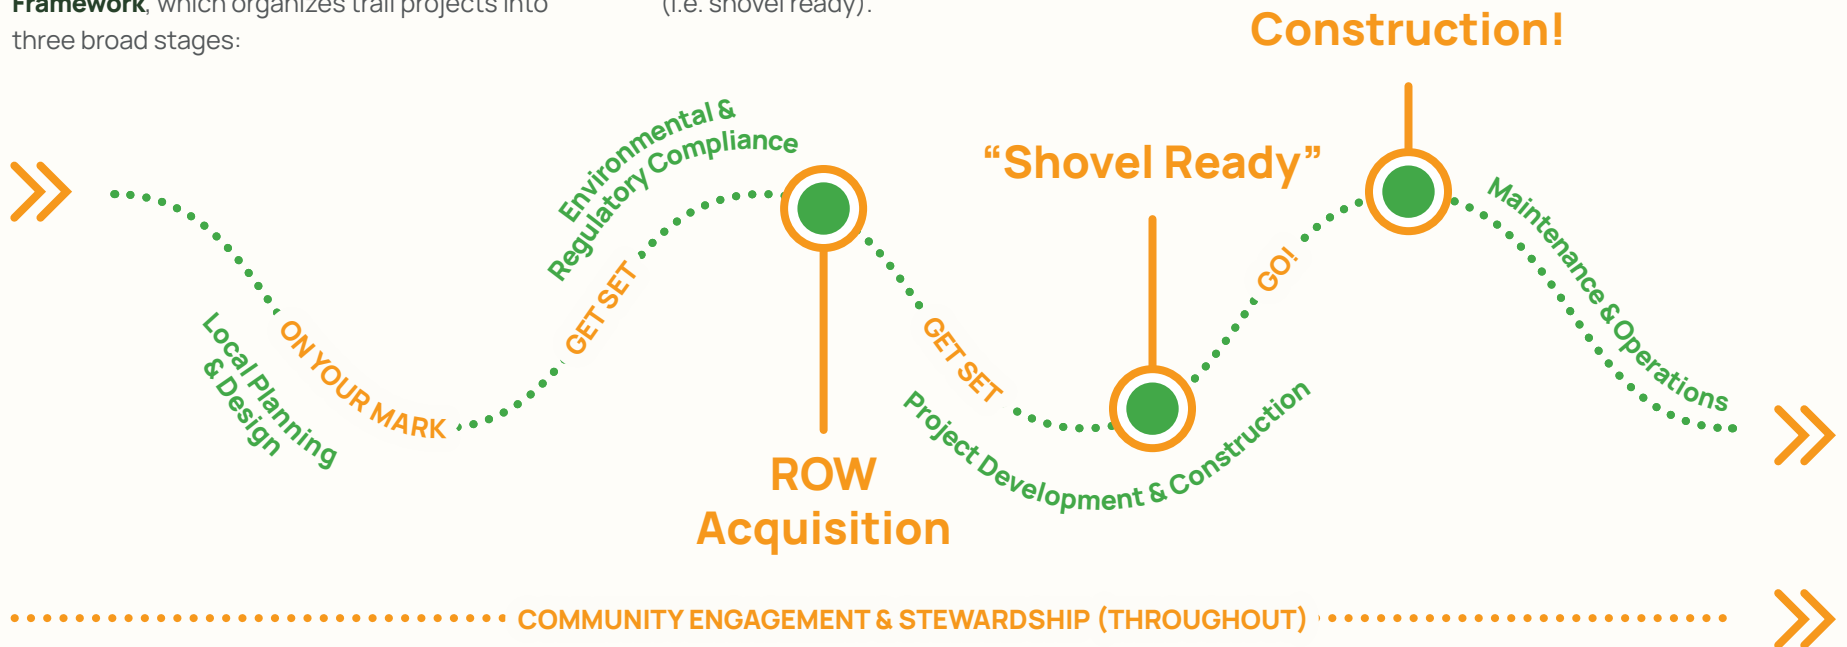 Framework, which organizes trail projects into
three broad stages:
(i.e. shovel ready).
Construction!
Environmental &
Regulatory Compliance
“Shovel Ready”
Local Planning
& Design
ON YOUR MARK
GET SET
GET SET
GO!
Maintenance & Operations
Project Development & Construction
ROW
Acquisition
COMMUNITY ENGAGEMENT & STEWARDSHIP (THROUGHOUT)